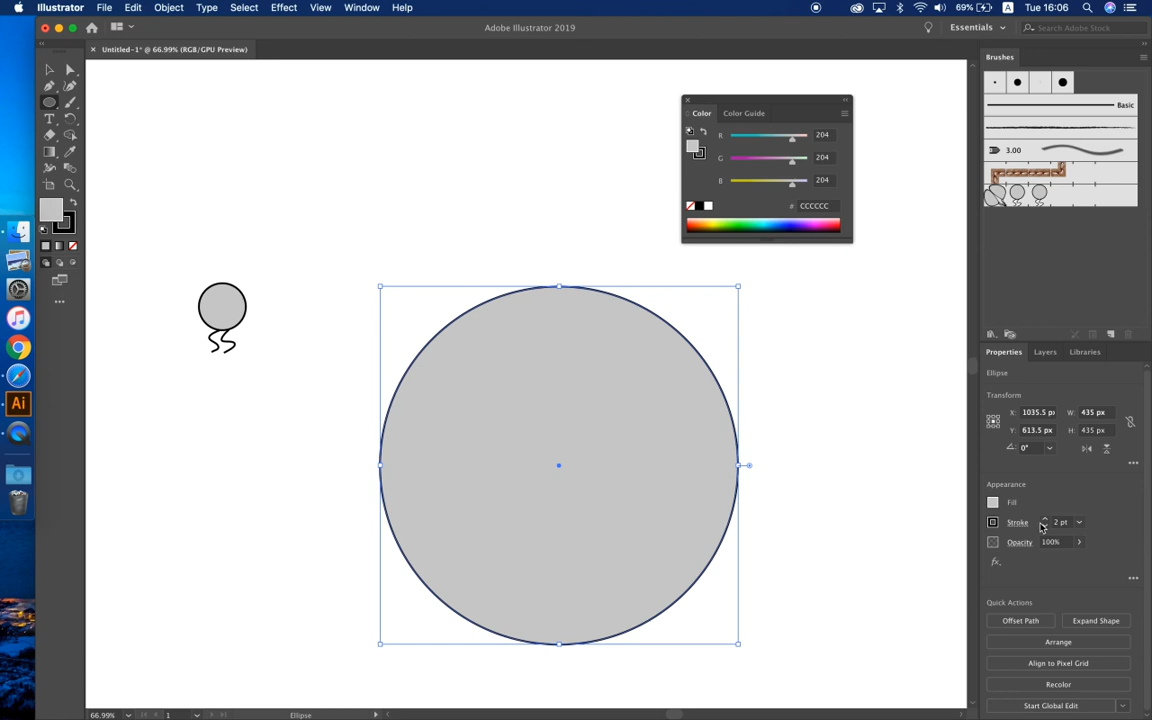 Illustrator File Edit Object Type Select Effect View Window Help 69% A Tue 16:06
Adobe Illustrator 2019 Essentials Search Adobe Stock
Untitled-1* @ 66.99% (RGB/GPU Preview)
Brushes
Basic
3.00
Color Color Guide
R 204
G 204
B 204
# CCCCCC
T
Ai
Properties Layers Libraries
Ellipse
Transform
X: 1035.5 p W: 435 px
Y: 613.5 px H: 435 px
0°
Appearance
Fill
Stroke 2 pt
Opacity 100%
fx.
Quick Actions
Offset Path Expand Shape
Arrange
Align to Pixel Grid
Recolor
Start Global Edit
66.99% 1 Ellipse